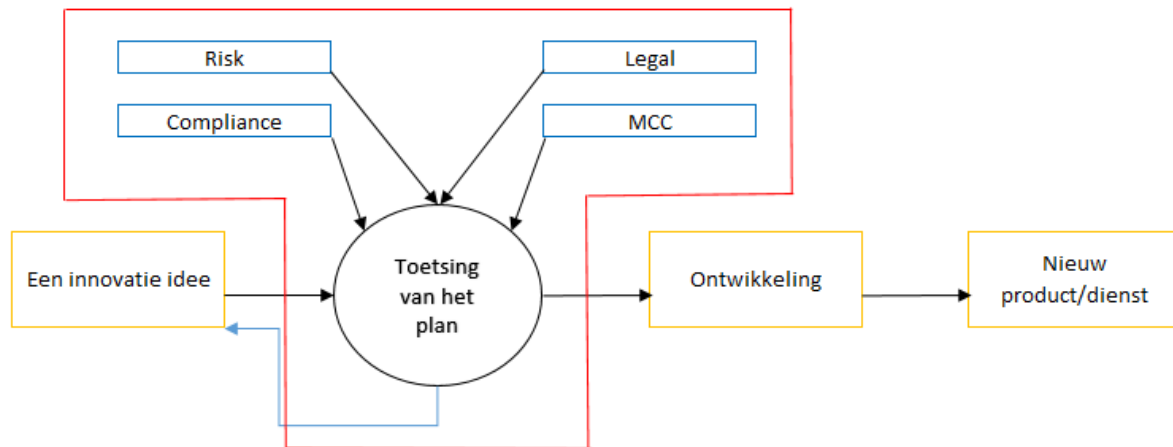 Risk
Legal
Compliance
MCC
Een innovatie idee
Toetsing
van het
plan
Ontwikkeling
Nieuw
product/dienst